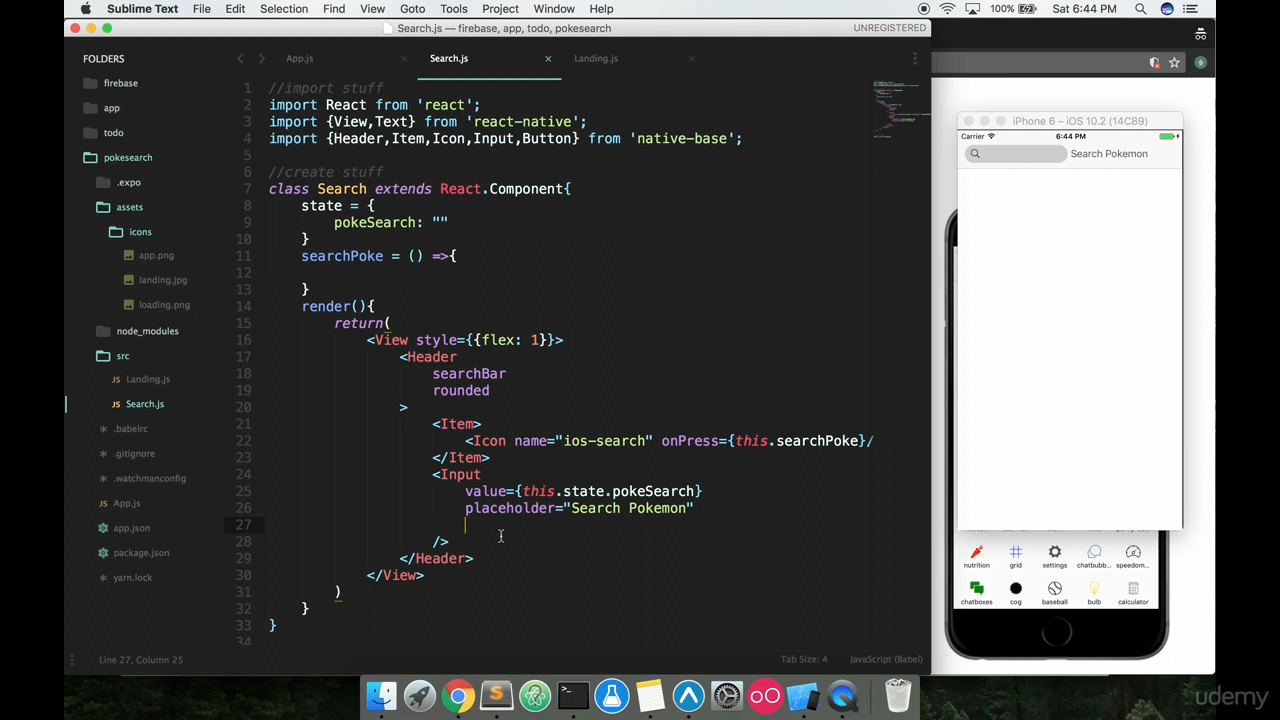 Sublime Text File Edit Selection Find View Goto Tools Project Window Help 100% Sat 6:44 PM
Search.js — firebase, app, todo, pokesearch UNREGISTERED
FOLDERS
firebase
app
todo
pokesearch
.expo
assets
icons
app.png
landing.jpg
loading.png
node_modules
src
JS Landing.js
JS Search.js
.babelrc
.gitignore
.watchmanconfig
JS App.js
app.json
package.json
yarn.lock
App.js Search.js Landing.js
1 //import stuff
2 import React from 'react';
3 import {View,Text} from 'react-native';
4 import {Header,Item,Icon,Input,Button} from 'native-base';
5
6 //create stuff
7 class Search extends React.Component{
8 state = {
9 pokeSearch: ""
10 }
11 searchPoke = () =>{
12
13 }
14 render(){
15 return(
16 <View style={{flex: 1}}>
17 <Header
18 searchBar
19 rounded
20 >
21 <Item>
22 <Icon name="ios-search" onPress={this.searchPoke}/
23 </Item>
24 <Input
25 value={this.state.pokeSearch}
26 placeholder="Search Pokemon"
27
28 />
29 </Header>
30 </View>
31 )
32 }
33 }
34
Line 27, Column 25 Tab Size: 4 JavaScript (Babel)
iPhone 6 – iOS 10.2 (14C89)
Carrier 6:44 PM
Search Pokemon
nutrition grid settings chatbubb... speedom...
chatboxes cog baseball bulb calculator
udemy